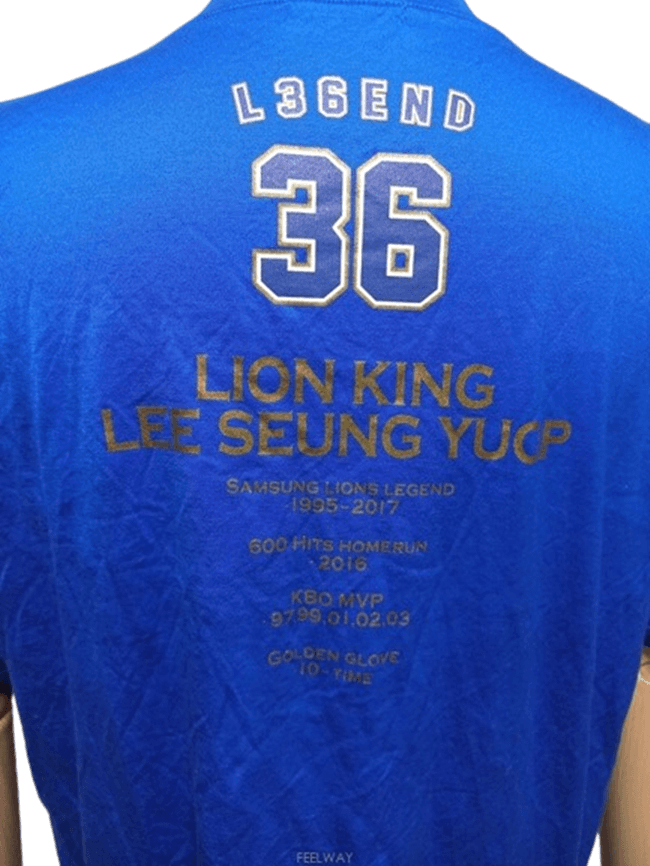 L36END
36
LION KING
LEE SEUNG YUOP
SAMSUNG LIONS LEGEND
1995-2017
600 HITS HOMERUN
2016
KBO MVP
97.99.01.02.03
GOLDEN GLOVE
10-TIME
FEELWAY